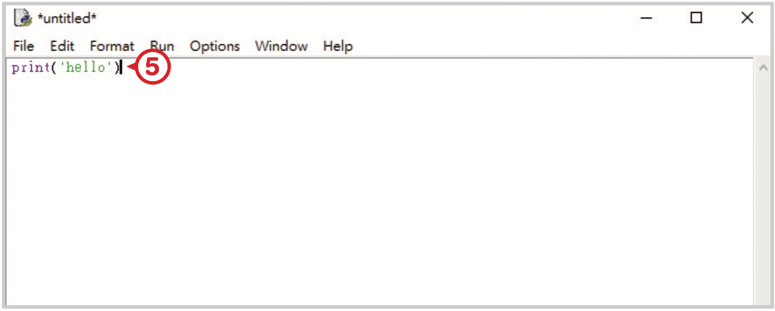 *untitled*
File Edit Format Run Options Window Help
print('hello') 5